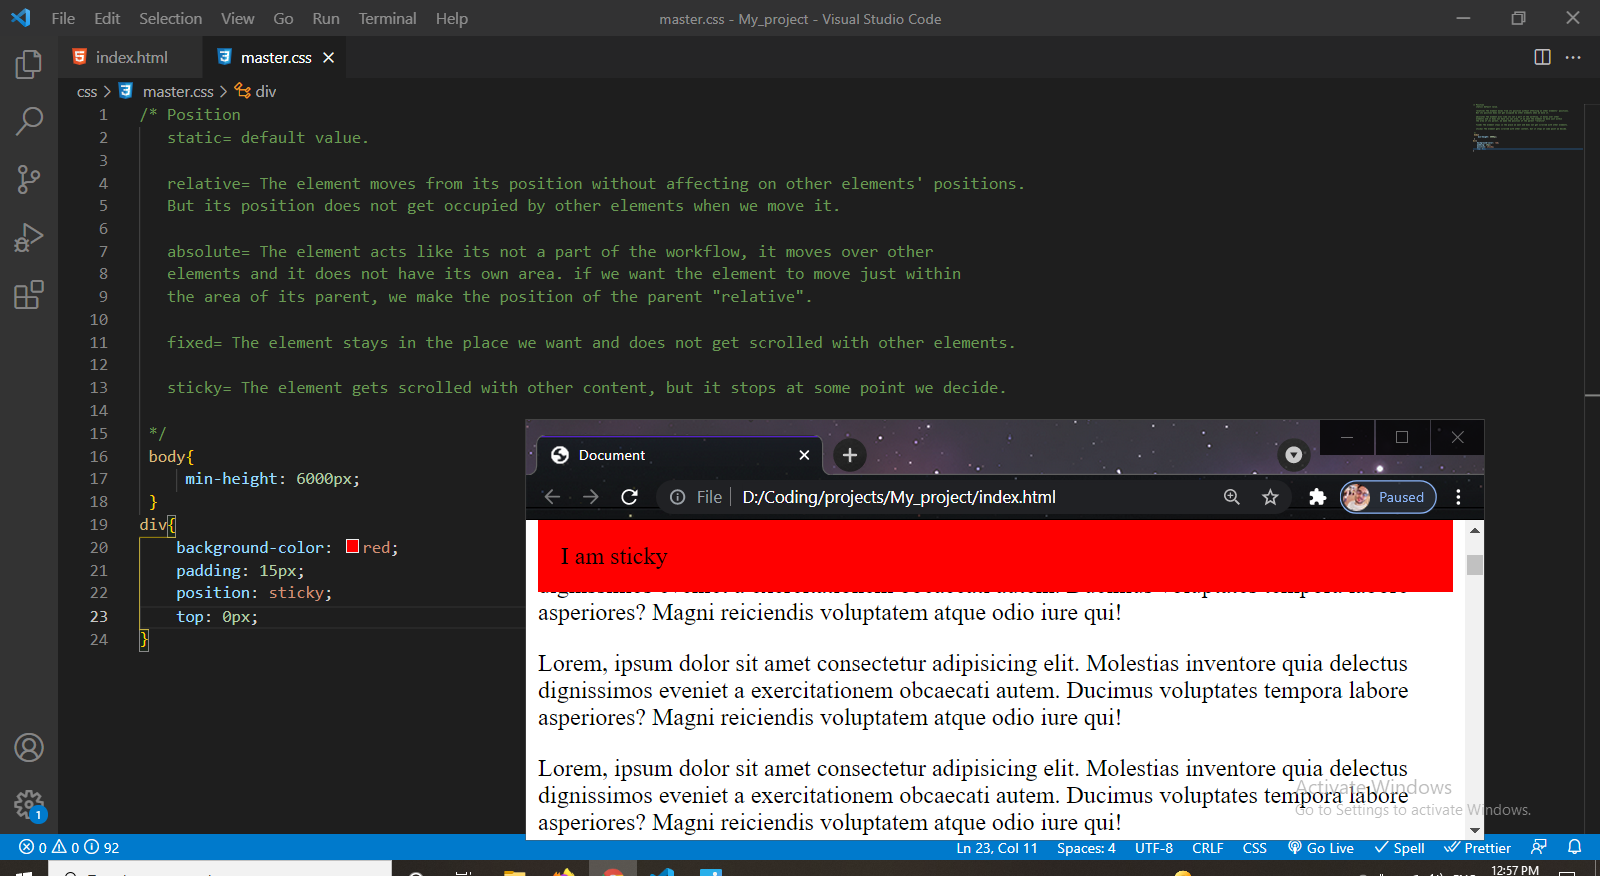 File Edit Selection View Go Run Terminal Help
master.css - My_project - Visual Studio Code
index.html
master.css
css > master.css > div
1 /* Position
2 static= default value.
3
4 relative= The element moves from its position without affecting on other elements' positions.
5 But its position does not get occupied by other elements when we move it.
6
7 absolute= The element acts like its not a part of the workflow, it moves over other
8 elements and it does not have its own area. if we want the element to move just within
9 the area of its parent, we make the position of the parent "relative".
10
11 fixed= The element stays in the place we want and does not get scrolled with other elements.
12
13 sticky= The element gets scrolled with other content, but it stops at some point we decide.
14
15 */
16 body{
17 min-height: 6000px;
18 }
19 div{
20 background-color: red;
21 padding: 15px;
22 position: sticky;
23 top: 0px;
24 }
Document
File D:/Coding/projects/My_project/index.html
Paused
I am sticky
dignissimos eveniet a exercitationem obcaecati autem. Ducimus voluptates tempora labore
asperiores? Magni reiciendis voluptatem atque odio iure qui!
Lorem, ipsum dolor sit amet consectetur adipisicing elit. Molestias inventore quia delectus
dignissimos eveniet a exercitationem obcaecati autem. Ducimus voluptates tempora labore
asperiores? Magni reiciendis voluptatem atque odio iure qui!
Lorem, ipsum dolor sit amet consectetur adipisicing elit. Molestias inventore quia delectus
dignissimos eveniet a exercitationem obcaecati autem. Ducimus voluptates tempora labore
asperiores? Magni reiciendis voluptatem atque odio iure qui!
Activate Windows
Go to Settings to activate Windows.
1
0 0 92
Ln 23, Col 11 Spaces: 4 UTF-8 CRLF CSS Go Live Spell Prettier
12:57 PM